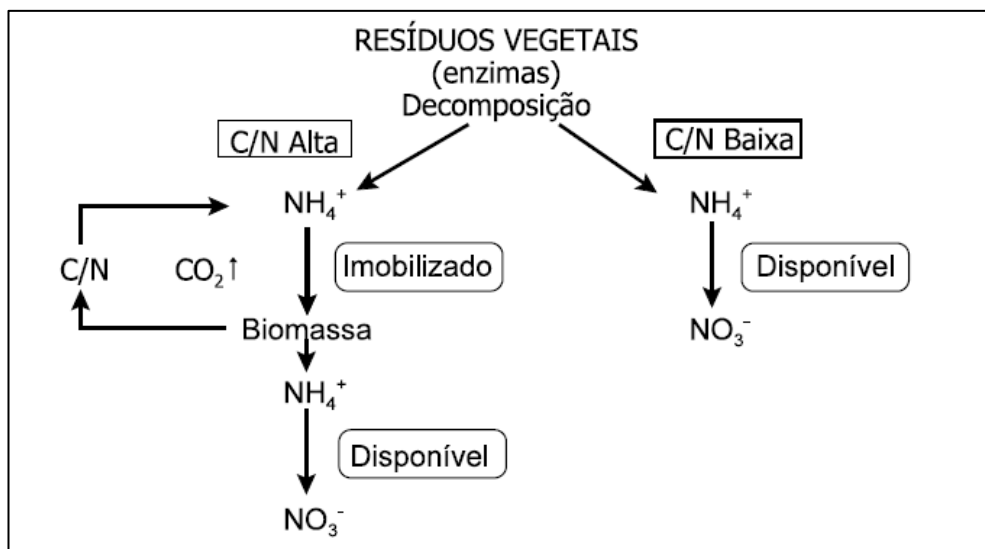 RESÍDUOS VEGETAIS
(enzimas)
Decomposição
C/N Alta
C/N Baixa
NH₄⁺
NH₄⁺
C/N
CO₂↑
Imobilizado
Disponível
Biomassa
NO₃⁻
NH₄⁺
Disponível
NO₃⁻